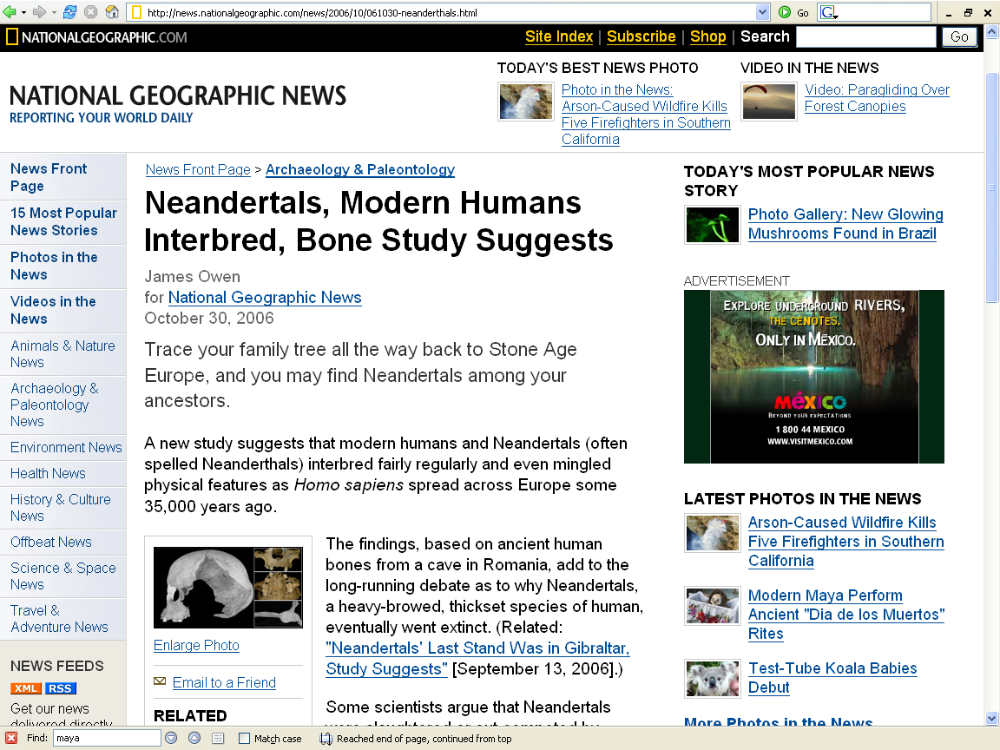 http://news.nationalgeographic.com/news/2006/10/061030-neanderthals.html
Go
G
NATIONALGEOGRAPHIC.COM
Site Index | Subscribe | Shop | Search
Go
NATIONAL GEOGRAPHIC NEWS
REPORTING YOUR WORLD DAILY
TODAY'S BEST NEWS PHOTO
Photo in the News:
Arson-Caused Wildfire Kills
Five Firefighters in Southern
California
VIDEO IN THE NEWS
Video: Paragliding Over
Forest Canopies
News Front
Page
15 Most Popular
News Stories
Photos in the
News
Videos in the
News
Animals & Nature
News
Archaeology &
Paleontology
News
Environment News
Health News
History & Culture
News
Offbeat News
Science & Space
News
Travel &
Adventure News
NEWS FEEDS
XML RSS
Get our news
delivered directly
News Front Page > Archaeology & Paleontology
Neandertals, Modern Humans
Interbred, Bone Study Suggests
James Owen
for National Geographic News
October 30, 2006
Trace your family tree all the way back to Stone Age
Europe, and you may find Neandertals among your
ancestors.
A new study suggests that modern humans and Neandertals (often
spelled Neanderthals) interbred fairly regularly and even mingled
physical features as Homo sapiens spread across Europe some
35,000 years ago.
Enlarge Photo
Email to a Friend
RELATED
The findings, based on ancient human
bones from a cave in Romania, add to the
long-running debate as to why Neandertals,
a heavy-browed, thickset species of human,
eventually went extinct. (Related:
"Neandertals' Last Stand Was in Gibraltar,
Study Suggests" [September 13, 2006].)
Some scientists argue that Neandertals
were slaughtered or out-competed by
TODAY'S MOST POPULAR NEWS
STORY
Photo Gallery: New Glowing
Mushrooms Found in Brazil
ADVERTISEMENT
EXPLORE UNDERGROUND RIVERS,
THE CENOTES.
ONLY IN MÉXICO.
méxico
BEYOND YOUR EXPECTATIONS
1 800 44 MEXICO
WWW.VISITMEXICO.COM
LATEST PHOTOS IN THE NEWS
Arson-Caused Wildfire Kills
Five Firefighters in Southern
California
Modern Maya Perform
Ancient "Dia de los Muertos"
Rites
Test-Tube Koala Babies
Debut
More Photos in the News
Find: maya
Match case
Reached end of page, continued from top